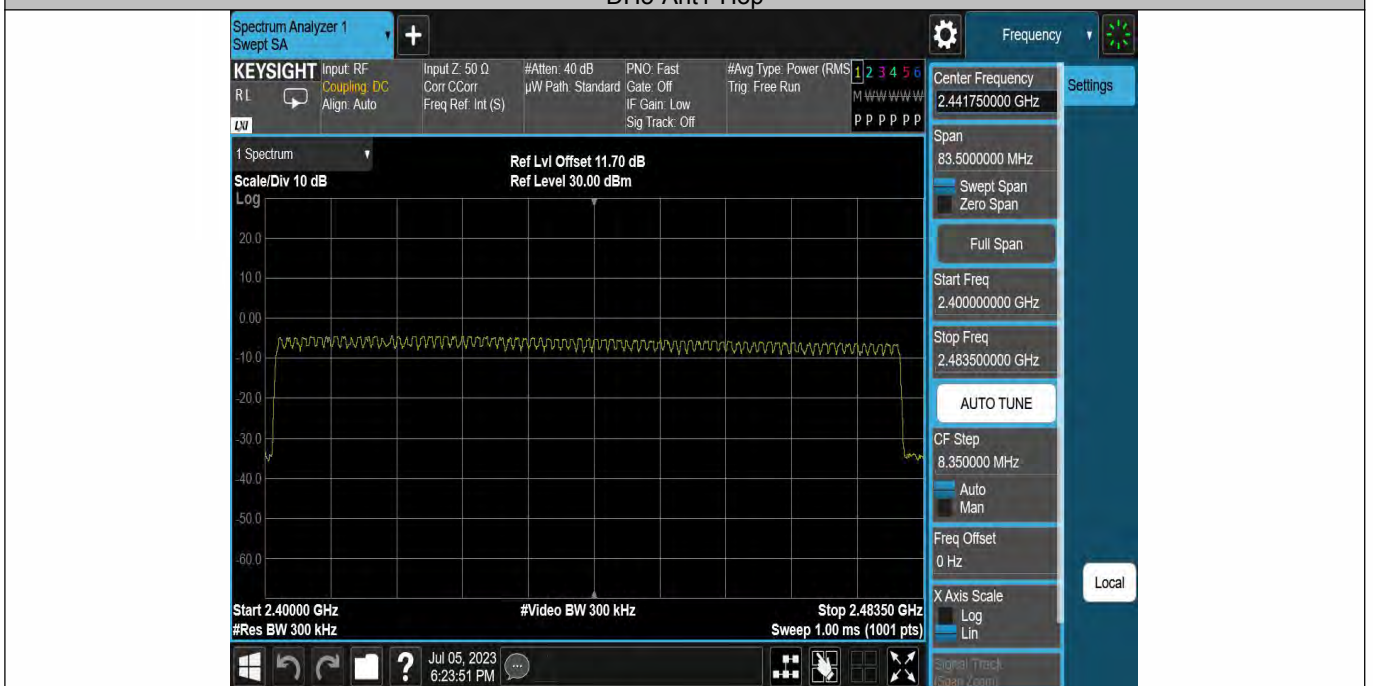 Spectrum Analyzer 1
Swept SA
Frequency
KEYSIGHT
RL
LXI
Input: RF
Coupling: DC
Align: Auto
Input Z: 50 Ω
Corr CCorr
Freq Ref: Int (S)
#Atten: 40 dB
µW Path: Standard
PNO: Fast
Gate: Off
IF Gain: Low
Sig Track: Off
#Avg Type: Power (RMS
Trig: Free Run
1 2 3 4 5 6
M W W W W W
P P P P P P
Center Frequency
2.441750000 GHz
Settings
1 Spectrum
Ref Lvl Offset 11.70 dB
Scale/Div 10 dB
Ref Level 30.00 dBm
Log
20.0
10.0
0.00
-10.0
-20.0
-30.0
-40.0
-50.0
-60.0
Start 2.40000 GHz
#Video BW 300 kHz
Stop 2.48350 GHz
#Res BW 300 kHz
Sweep 1.00 ms (1001 pts)
Span
83.5000000 MHz
Swept Span
Zero Span
Full Span
Start Freq
2.400000000 GHz
Stop Freq
2.483500000 GHz
AUTO TUNE
CF Step
8.350000 MHz
Auto
Man
Freq Offset
0 Hz
X Axis Scale
Log
Lin
Signal Track
(Span Zoom)
Local
Jul 05, 2023
6:23:51 PM